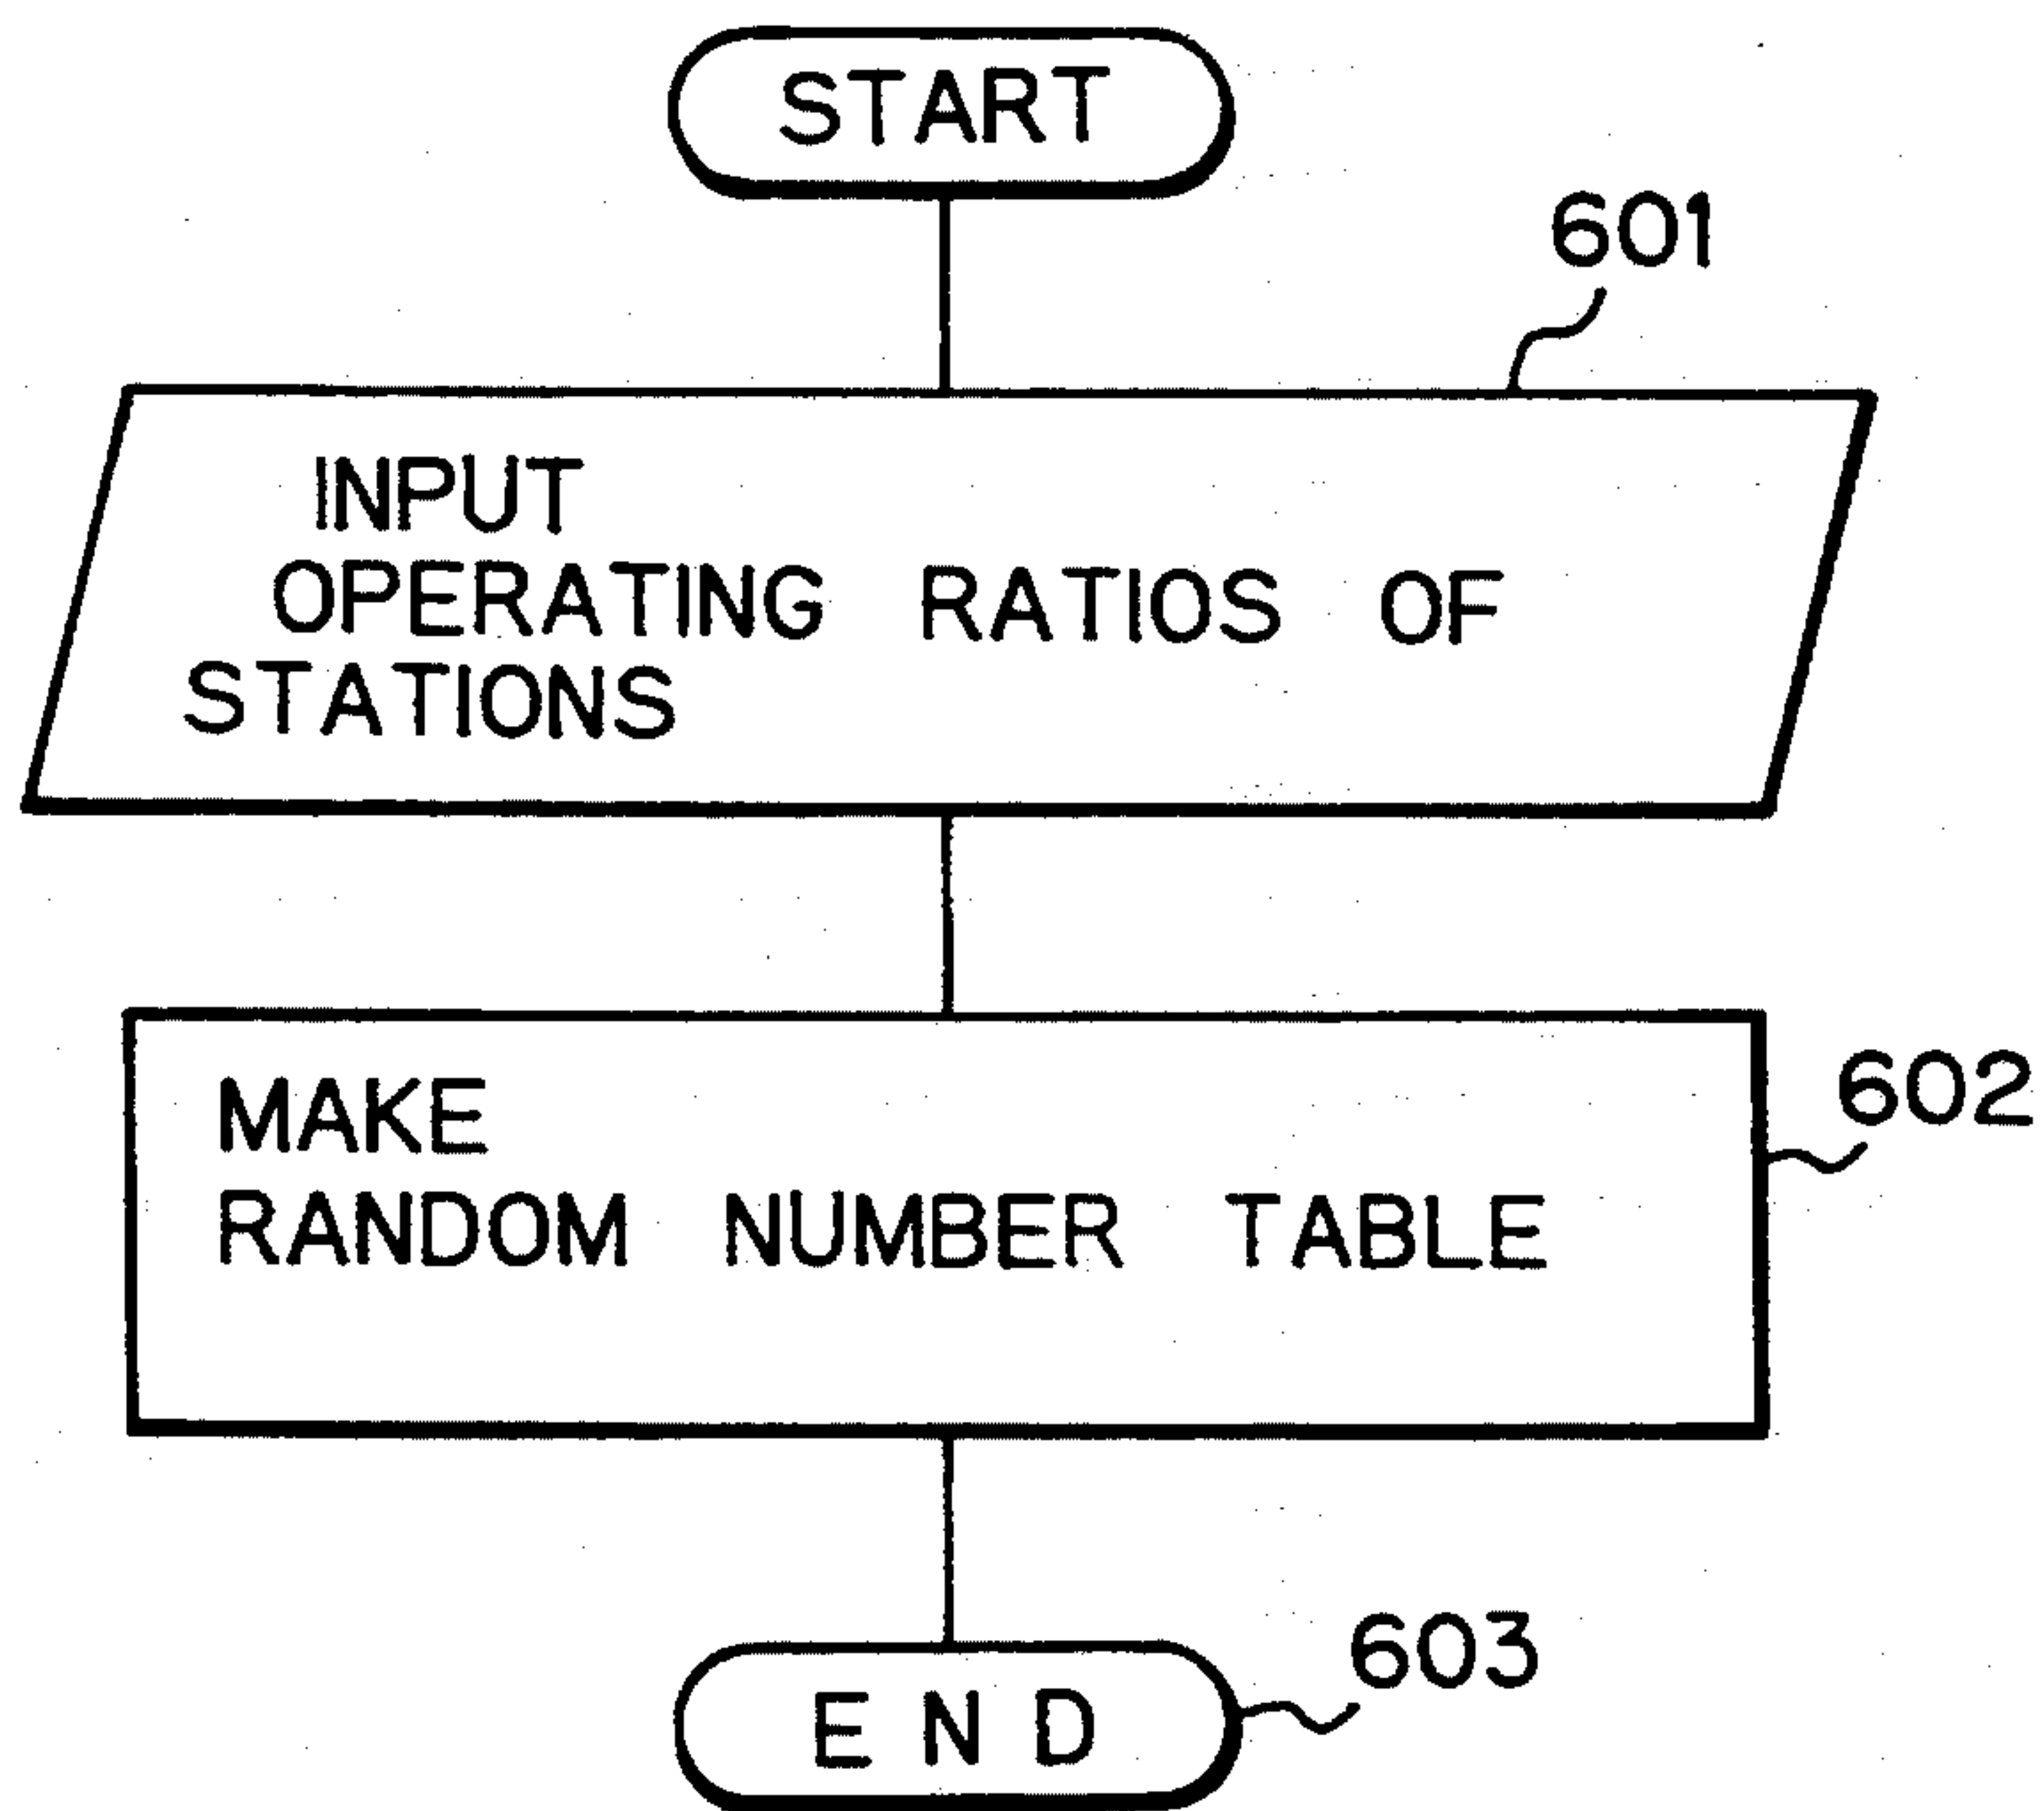 START
601
INPUT
OPERATING RATIOS OF
STATIONS
MAKE
602
RANDOM NUMBER TABLE
603
END